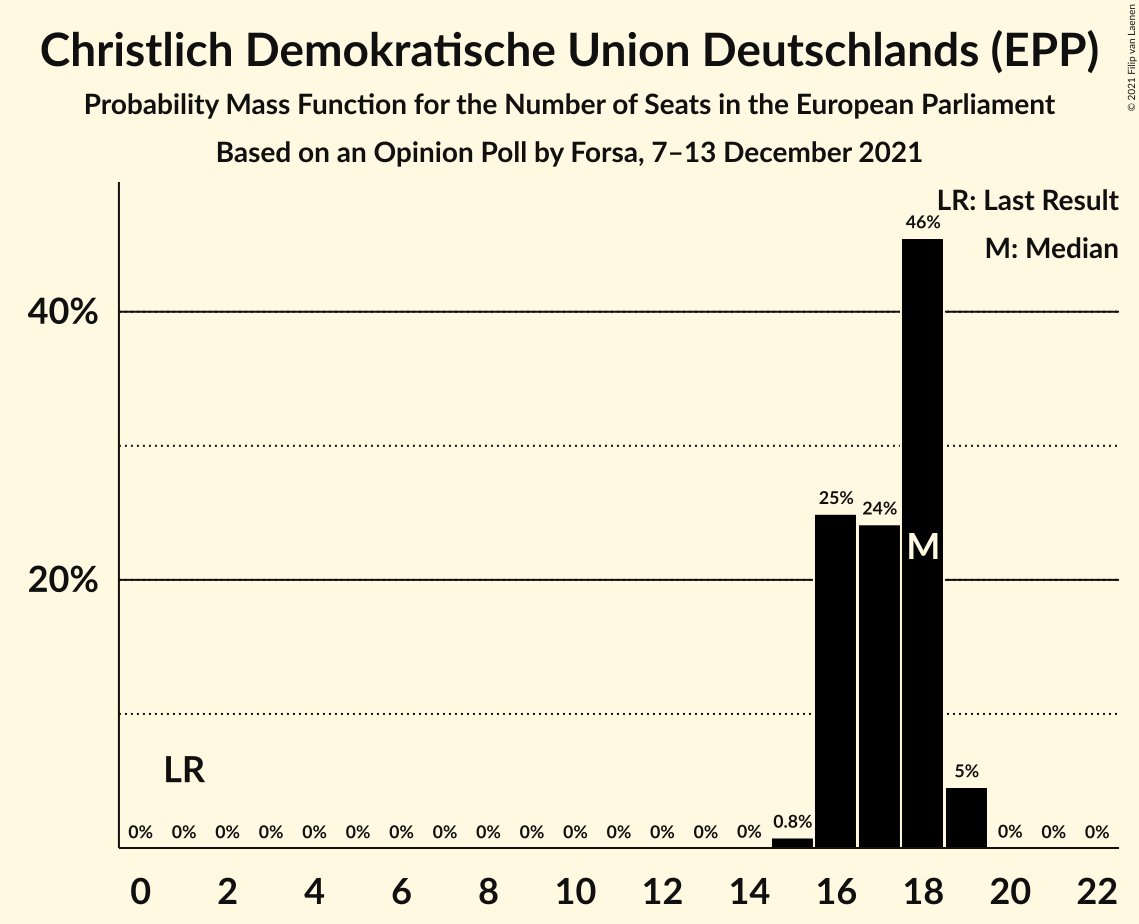 Christlich Demokratische Union Deutschlands (EPP)
Probability Mass Function for the Number of Seats in the European Parliament
Based on an Opinion Poll by Forsa, 7–13 December 2021
© 2021 Filip van Laenen
LR: Last Result
46%
M: Median
40%
25%
24%
M
20%
LR
5%
0.8%
0% 0% 0% 0% 0% 0% 0% 0% 0% 0% 0% 0% 0% 0% 0% 0% 0% 0%
0 2 4 6 8 10 12 14 16 18 20 22